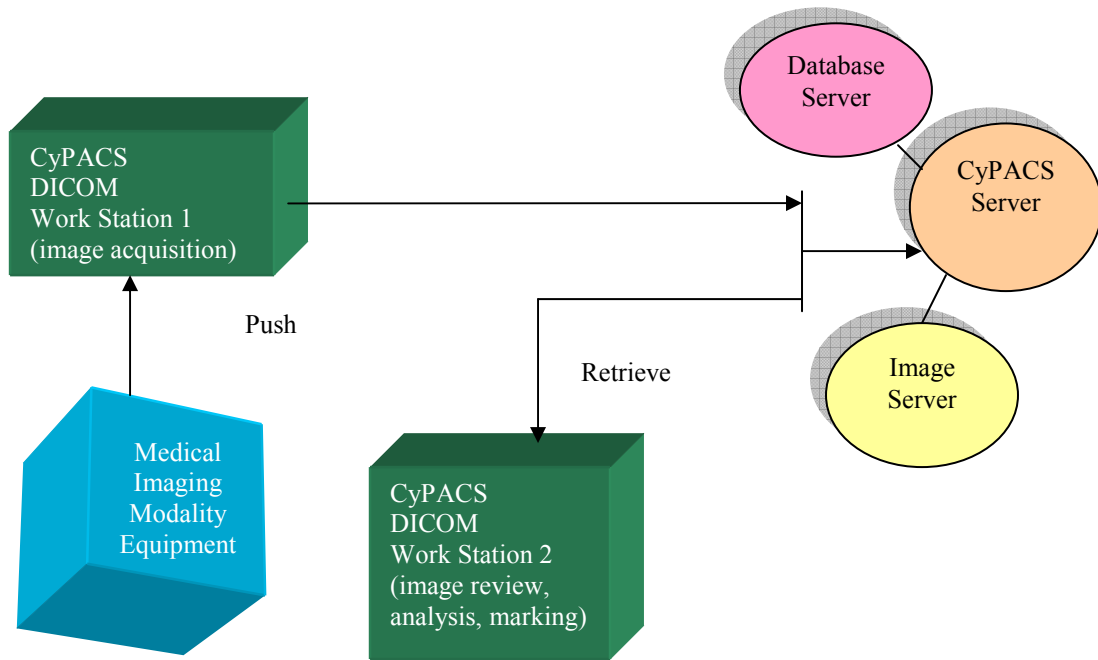 Database
Server
CyPACS
Server
CyPACS
DICOM
Work Station 1
(image acquisition)
Push
Retrieve
Image
Server
Medical
Imaging
Modality
Equipment
CyPACS
DICOM
Work Station 2
(image review,
analysis, marking)